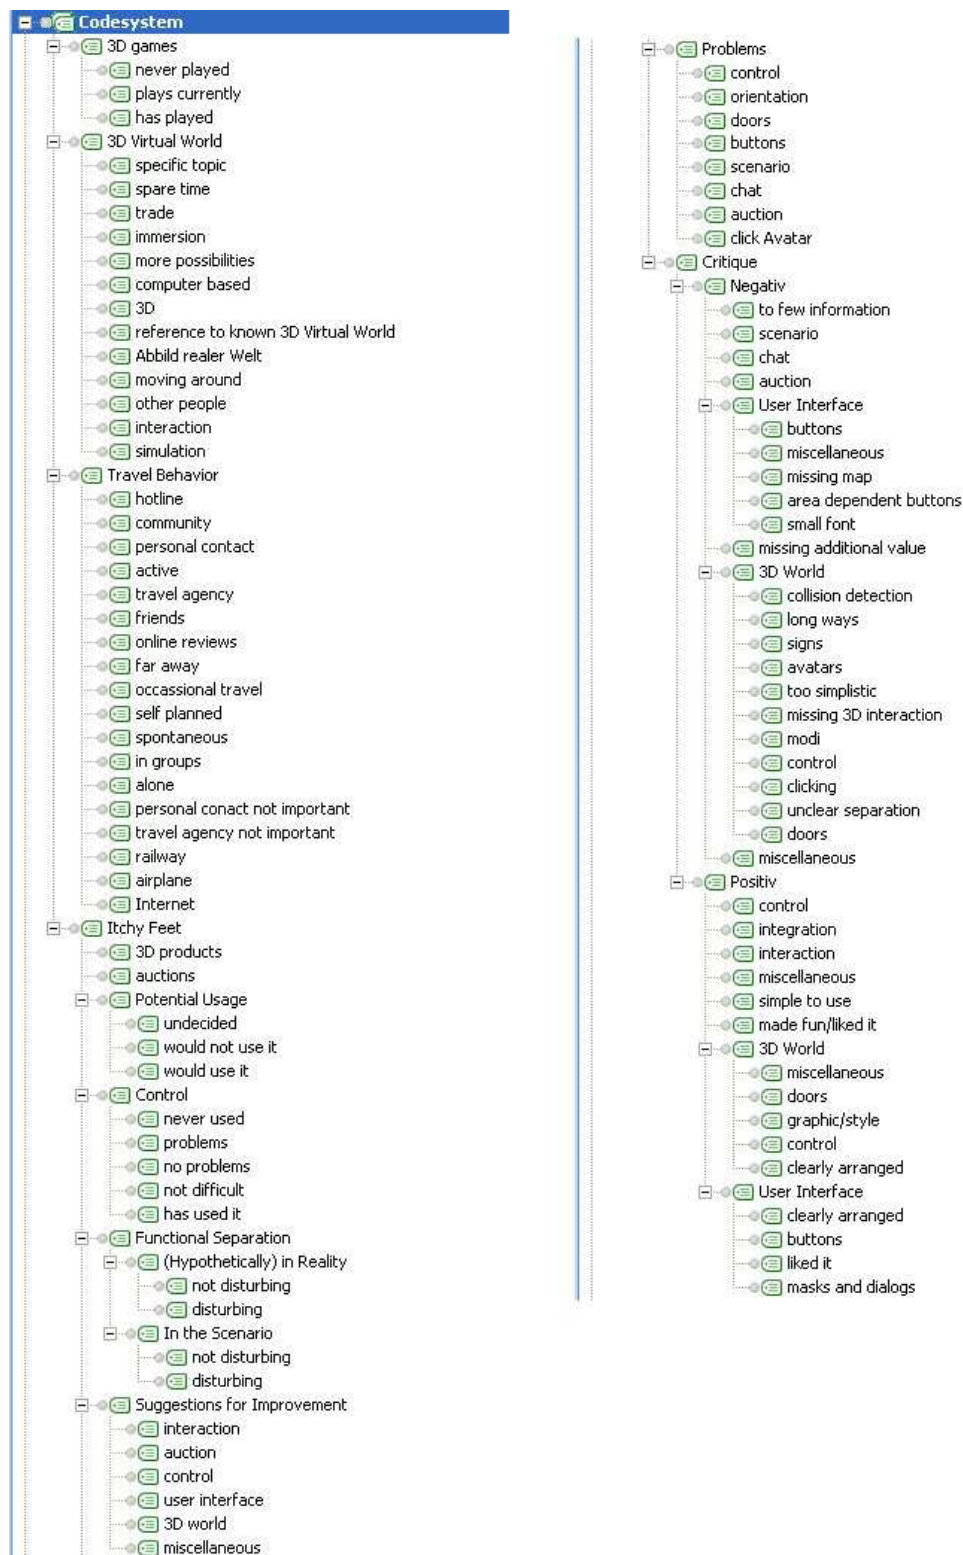 Codesystem
3D games
never played
plays currently
has played
3D Virtual World
specific topic
spare time
trade
immersion
more possibilities
computer based
3D
reference to known 3D Virtual World
Abbild realer Welt
moving around
other people
interaction
simulation
Travel Behavior
hotline
community
personal contact
active
travel agency
friends
online reviews
far away
occassional travel
self planned
spontaneous
in groups
alone
personal conact not important
travel agency not important
railway
airplane
Internet
Itchy Feet
3D products
auctions
Potential Usage
undecided
would not use it
would use it
Control
never used
problems
no problems
not difficult
has used it
Functional Separation
(Hypothetically) in Reality
not disturbing
disturbing
In the Scenario
not disturbing
disturbing
Suggestions for Improvement
interaction
auction
control
user interface
3D world
miscellaneous
Problems
control
orientation
doors
buttons
scenario
chat
auction
click Avatar
Critique
Negativ
to few information
scenario
chat
auction
User Interface
buttons
miscellaneous
missing map
area dependent buttons
small font
missing additional value
3D World
collision detection
long ways
signs
avatars
too simplistic
missing 3D interaction
modi
control
clicking
unclear separation
doors
miscellaneous
Positiv
control
integration
interaction
miscellaneous
simple to use
made fun/liked it
3D World
miscellaneous
doors
graphic/style
control
clearly arranged
User Interface
clearly arranged
buttons
liked it
masks and dialogs